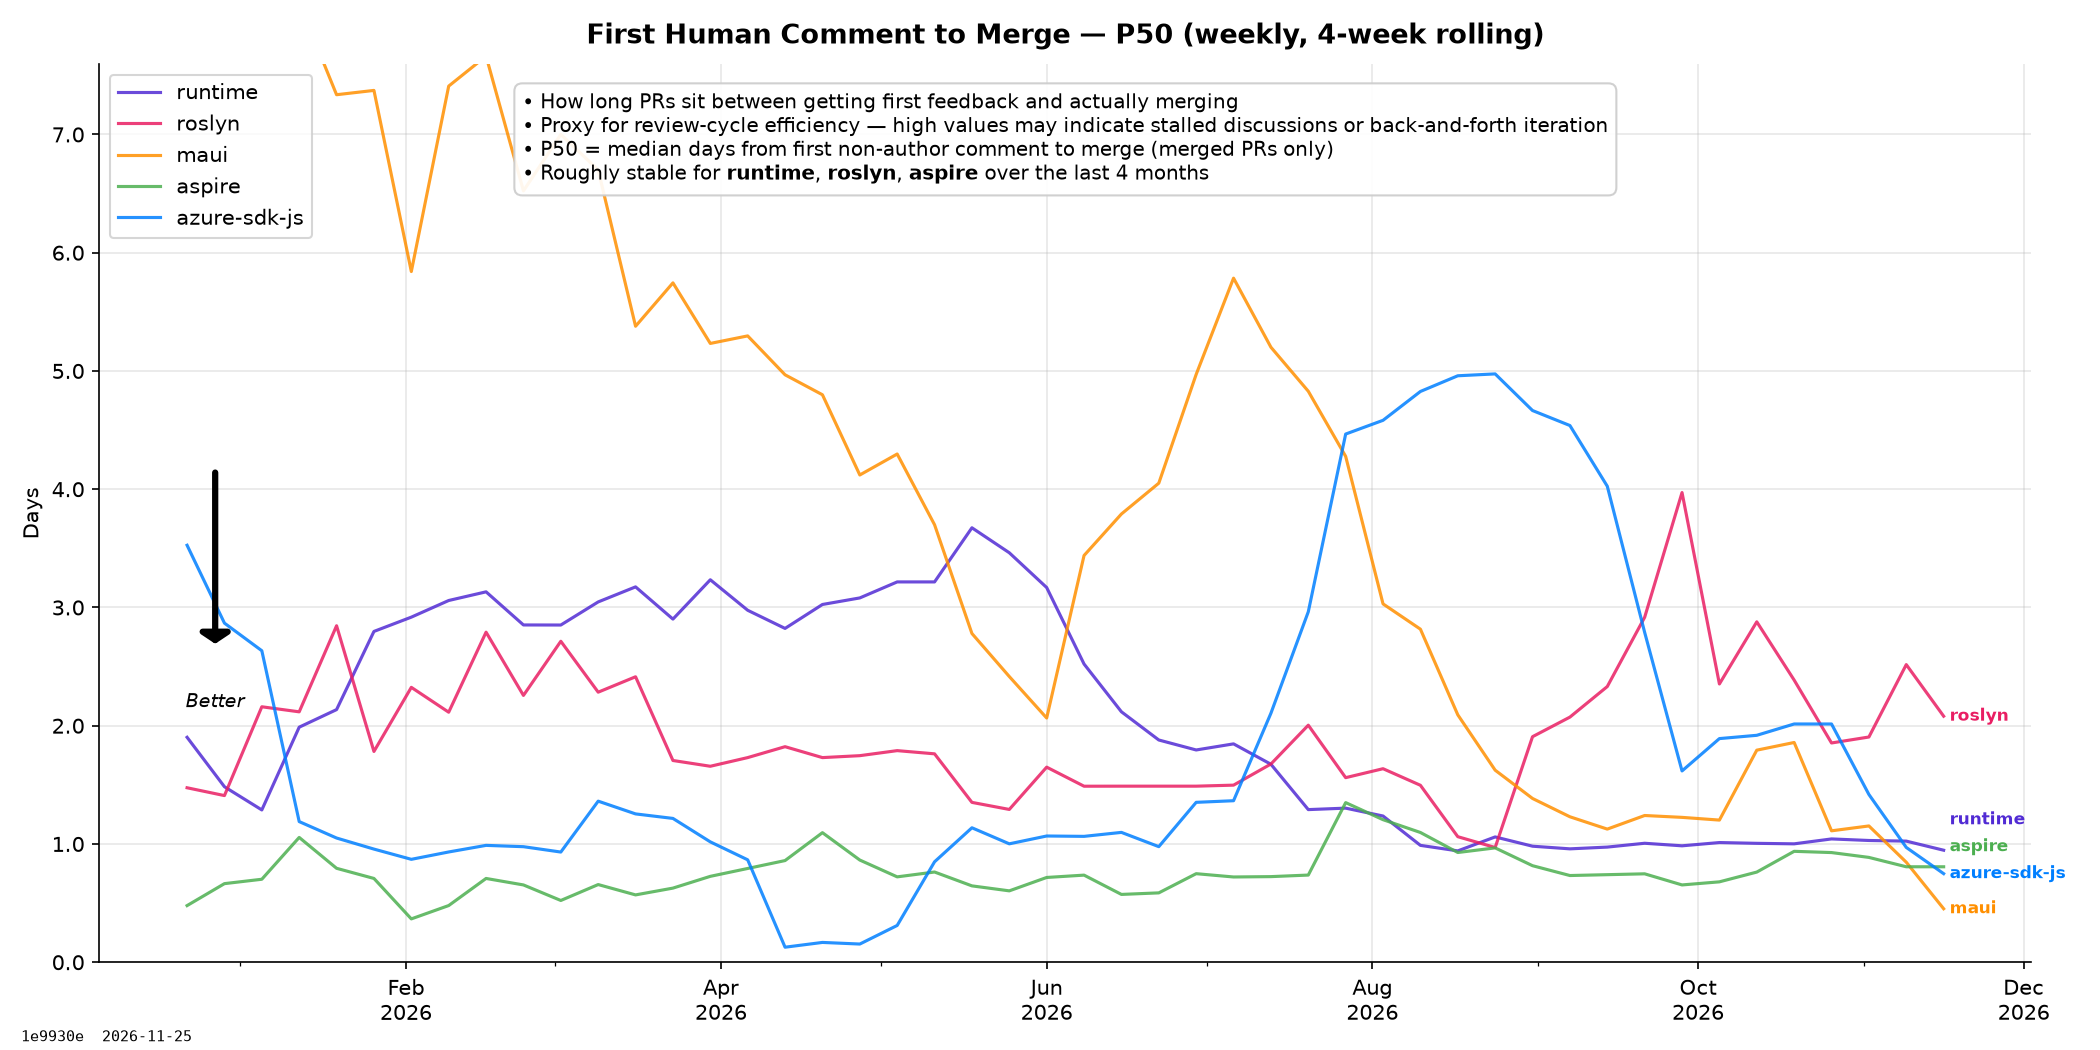 First Human Comment to Merge — P50 (weekly, 4-week rolling)
runtime
roslyn
maui
aspire
azure-sdk-js
• How long PRs sit between getting first feedback and actually merging
• Proxy for review-cycle efficiency — high values may indicate stalled discussions or back-and-forth iteration
• P50 = median days from first non-author comment to merge (merged PRs only)
• Roughly stable for runtime, roslyn, aspire over the last 4 months
7.0
6.0
5.0
4.0
3.0
2.0
1.0
0.0
Days
Better
roslyn
runtime
aspire
azure-sdk-js
maui
Feb
2026
Apr
2026
Jun
2026
Aug
2026
Oct
2026
Dec
2026
1e9930e  2026-11-25